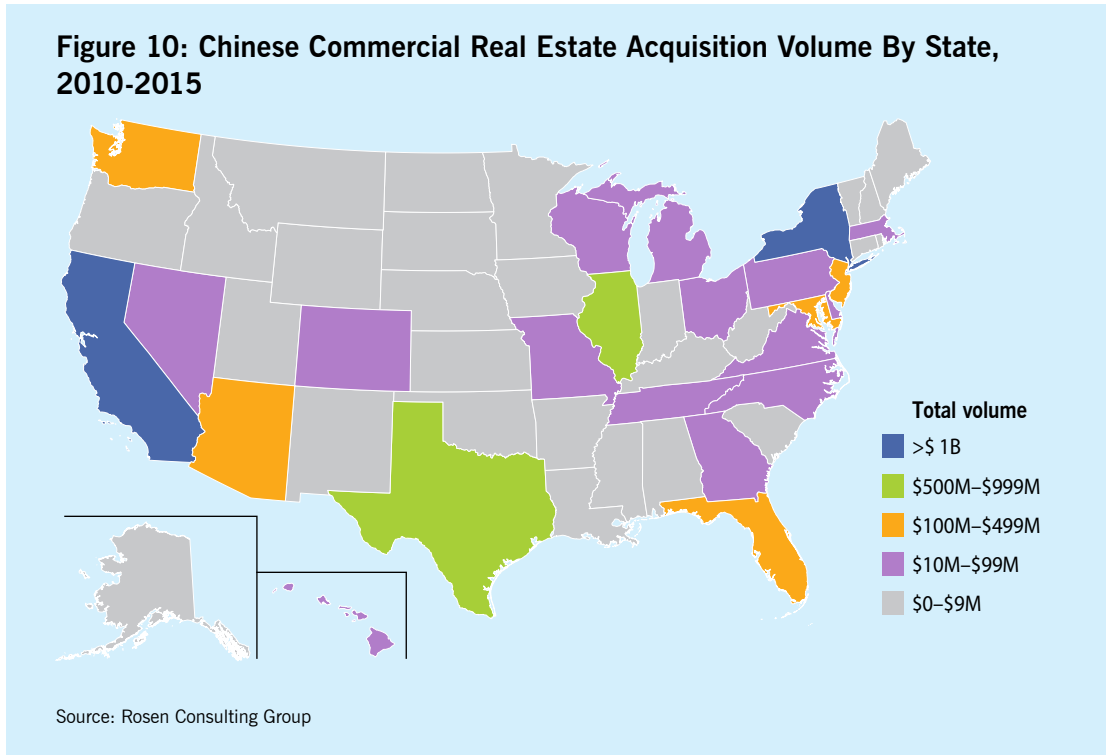 Figure 10: Chinese Commercial Real Estate Acquisition Volume By State,
2010-2015
Total volume
>$ 1B
$500M–$999M
$100M–$499M
$10M–$99M
$0–$9M
Source: Rosen Consulting Group